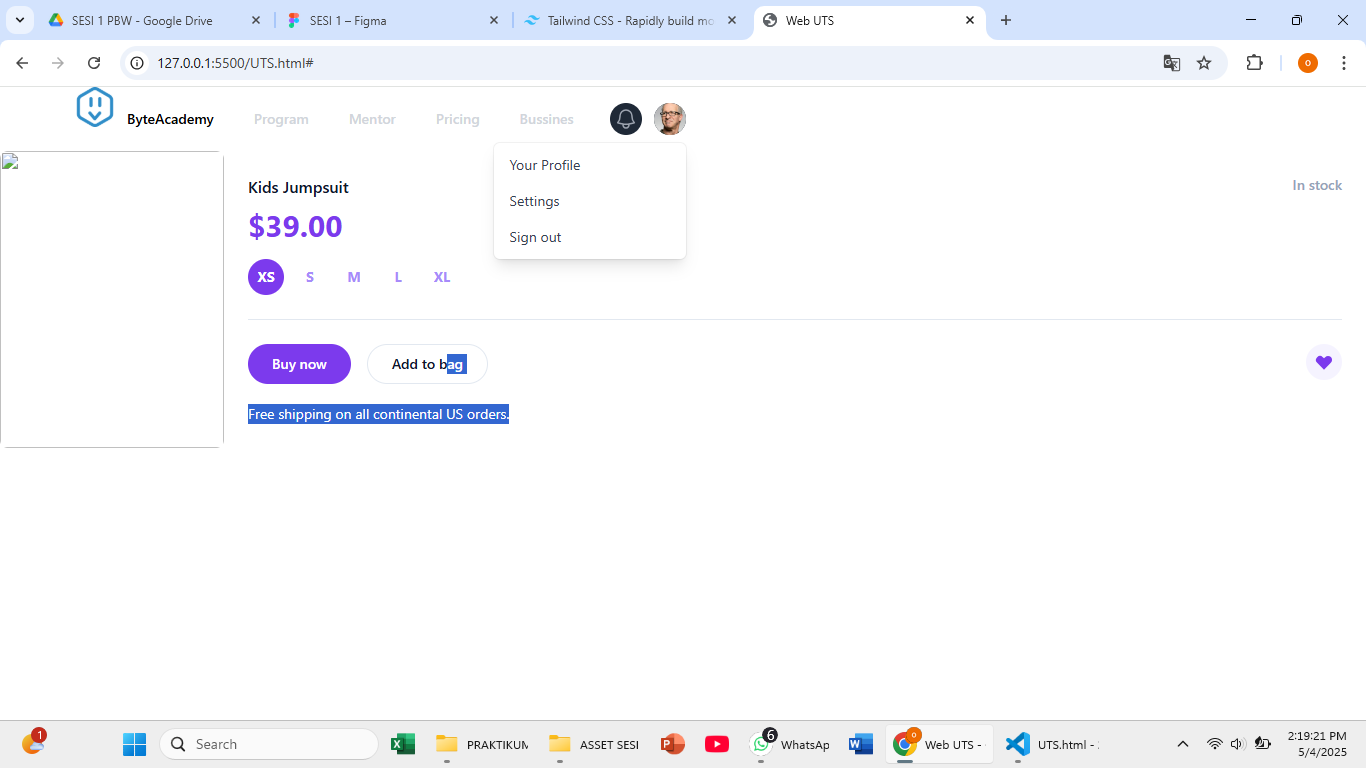 SESI 1 PBW - Google Drive
SESI 1 – Figma
Tailwind CSS - Rapidly build mo
Web UTS
127.0.0.1:5500/UTS.html#
o
ByteAcademy Program Mentor Pricing Bussines
Your Profile
Settings
Sign out
Kids Jumpsuit
In stock
$39.00
XS S M L XL
Buy now
Add to bag
Free shipping on all continental US orders.
1
Search
PRAKTIKUM
ASSET SESI
6
WhatsApp
o
Web UTS -
UTS.html -
2:19:21 PM
5/4/2025